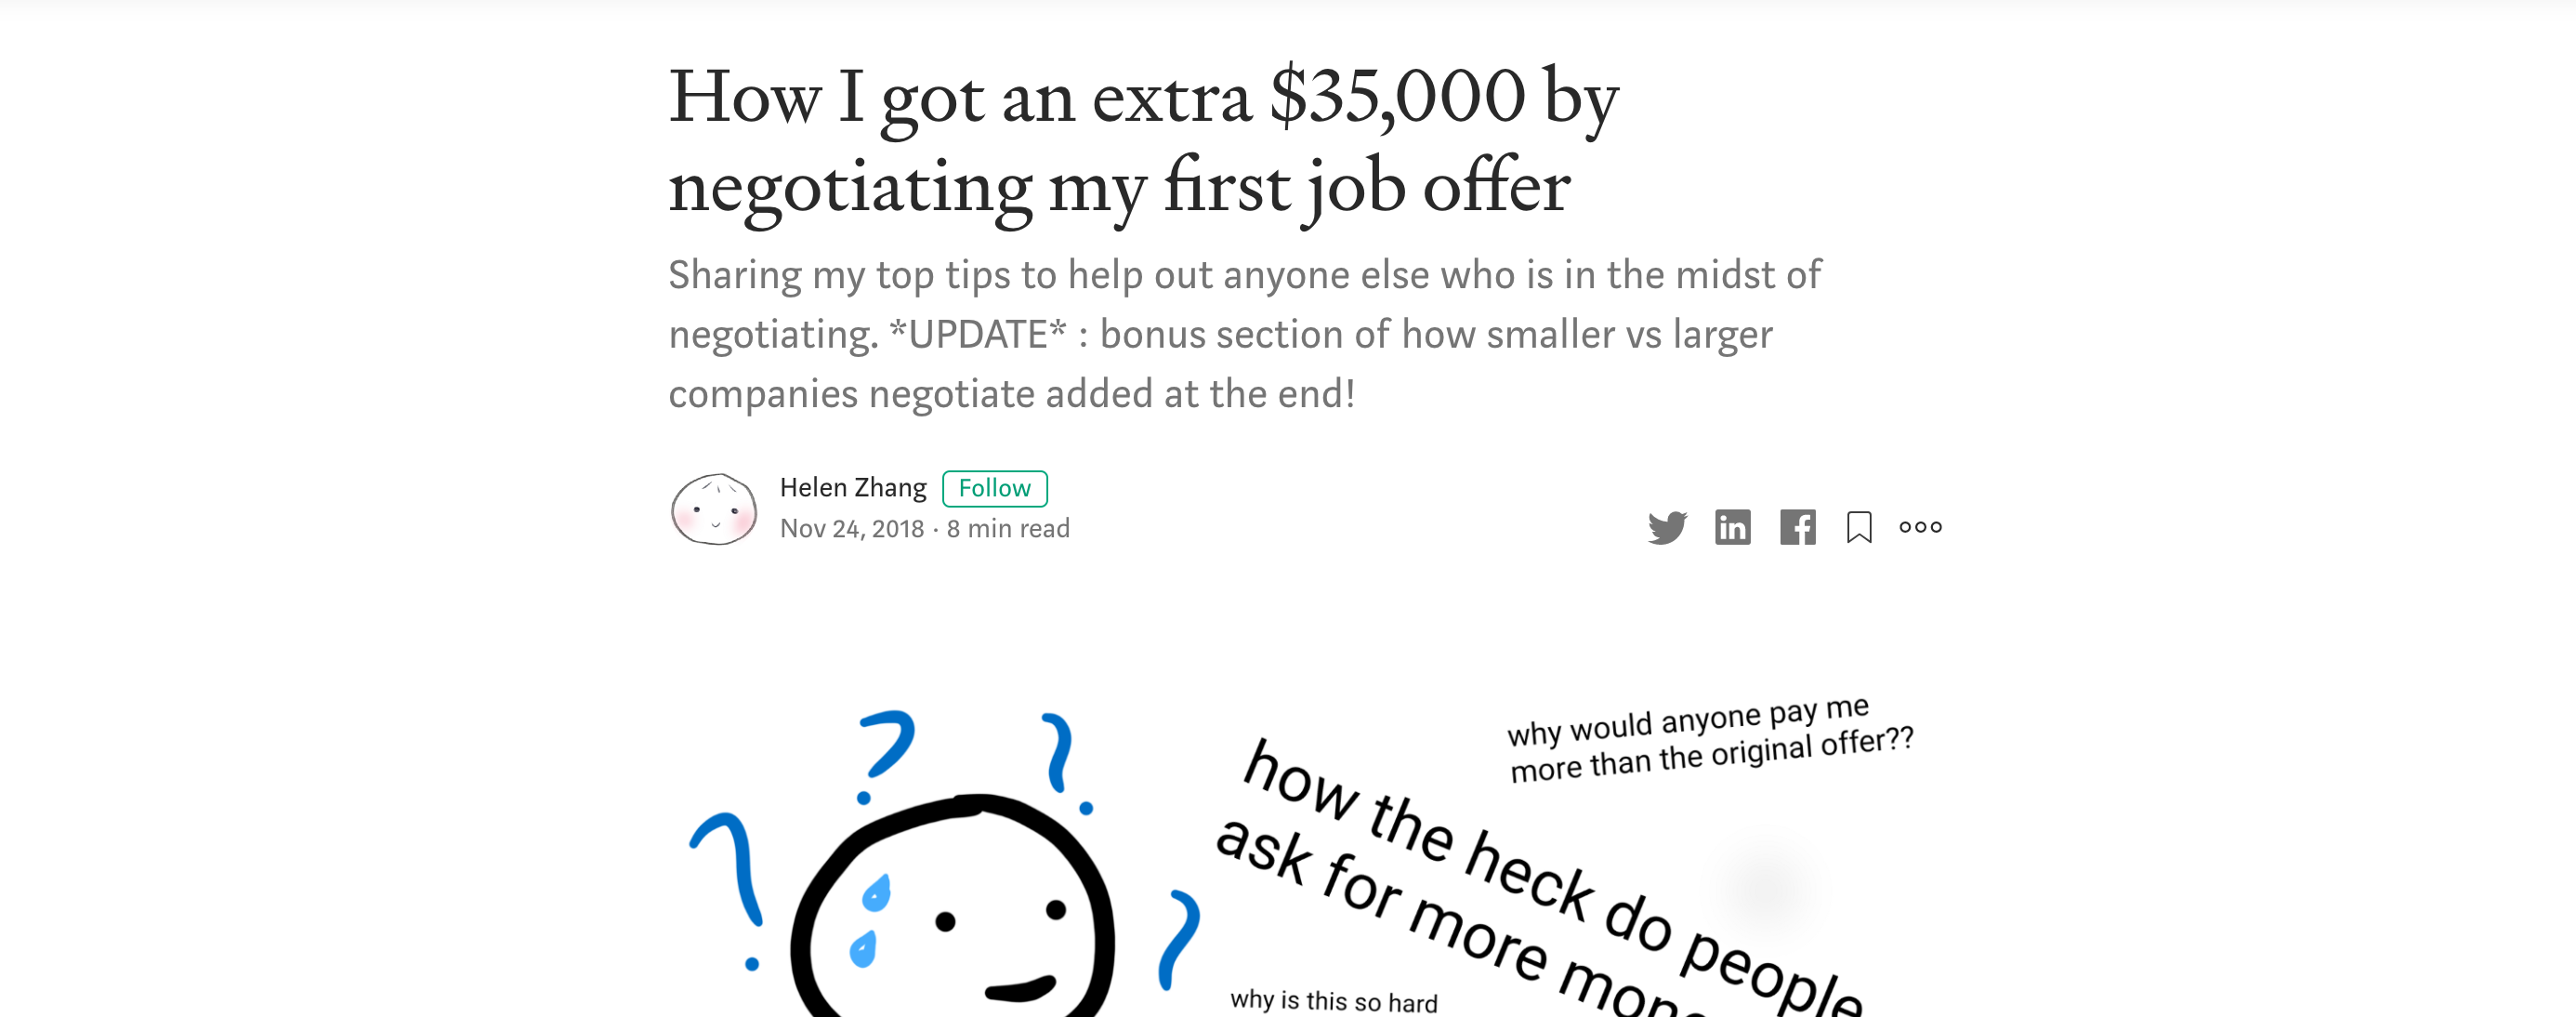 How I got an extra $35,000 by
negotiating my first job offer
Sharing my top tips to help out anyone else who is in the midst of
negotiating. *UPDATE* : bonus section of how smaller vs larger
companies negotiate added at the end!
Helen Zhang Follow
Nov 24, 2018 · 8 min read
why would anyone pay me
more than the original offer??
how the heck do people
ask for more
why is this so hard